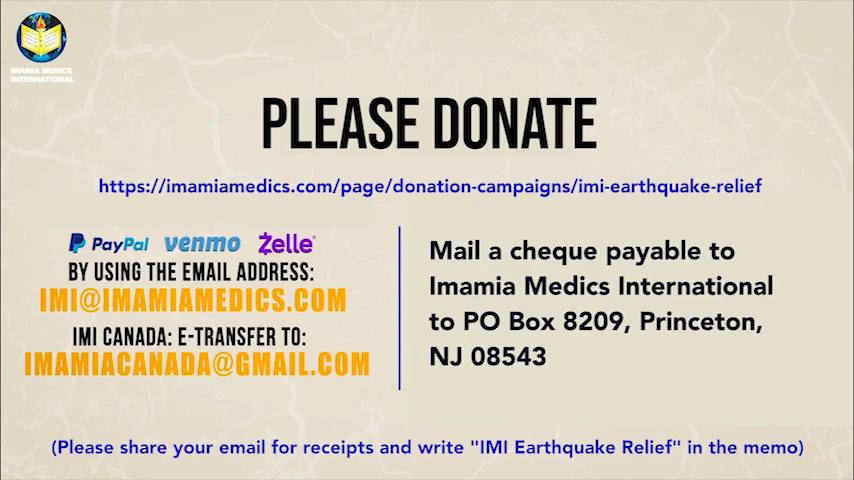 IMAMIA MEDICS
INTERNATIONAL
PLEASE DONATE
https://imamiamedics.com/page/donation-campaigns/imi-earthquake-relief
PayPal venmo Zelle®
BY USING THE EMAIL ADDRESS:
IMI@IMAMIAMEDICS.COM
IMI CANADA: E-TRANSFER TO:
IMAMIACANADA@GMAIL.COM
Mail a cheque payable to
Imamia Medics International
to PO Box 8209, Princeton,
NJ 08543
(Please share your email for receipts and write "IMI Earthquake Relief" in the memo)